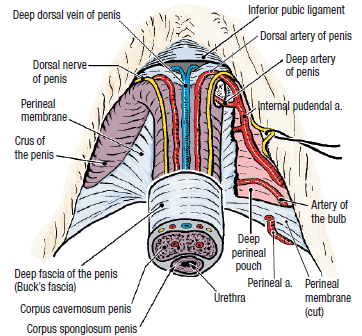 Deep dorsal vein of penis
Inferior pubic ligament
Dorsal artery of penis
Deep artery
of penis
Dorsal nerve
of penis
Internal pudendal a.
Perineal
membrane
Crus of
the penis
Artery of
the bulb
Deep
perineal
pouch
Perineal a.
Perineal
membrane
(cut)
Deep fascia of the penis
(Buck's fascia)
Urethra
Corpus cavernosum penis
Corpus spongiosum penis